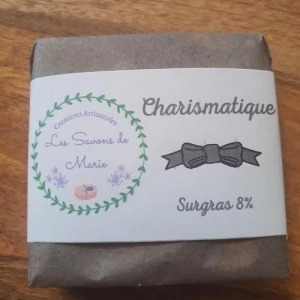 Créations Artisanales
Les Savons de
Marie
Charismatique
Surgras 8%